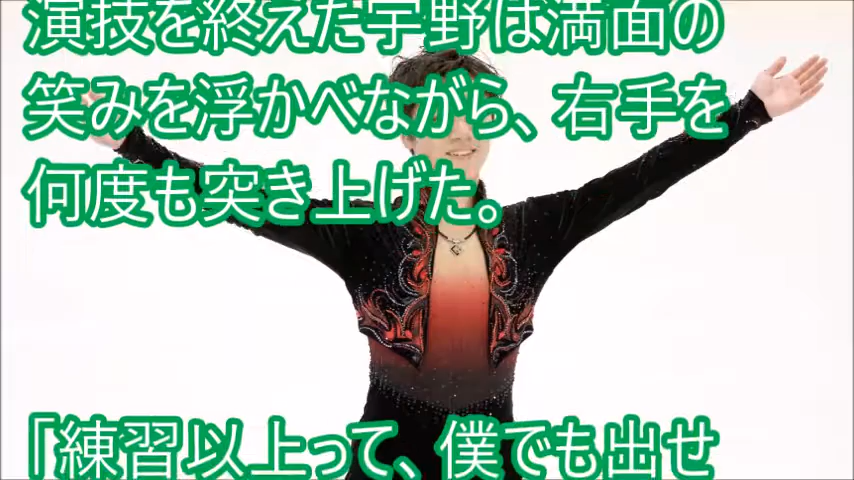 演技を終えた宇野は満面の
笑みを浮かべながら、右手を
何度も突き上げた。
「練習以上って、僕でも出せ